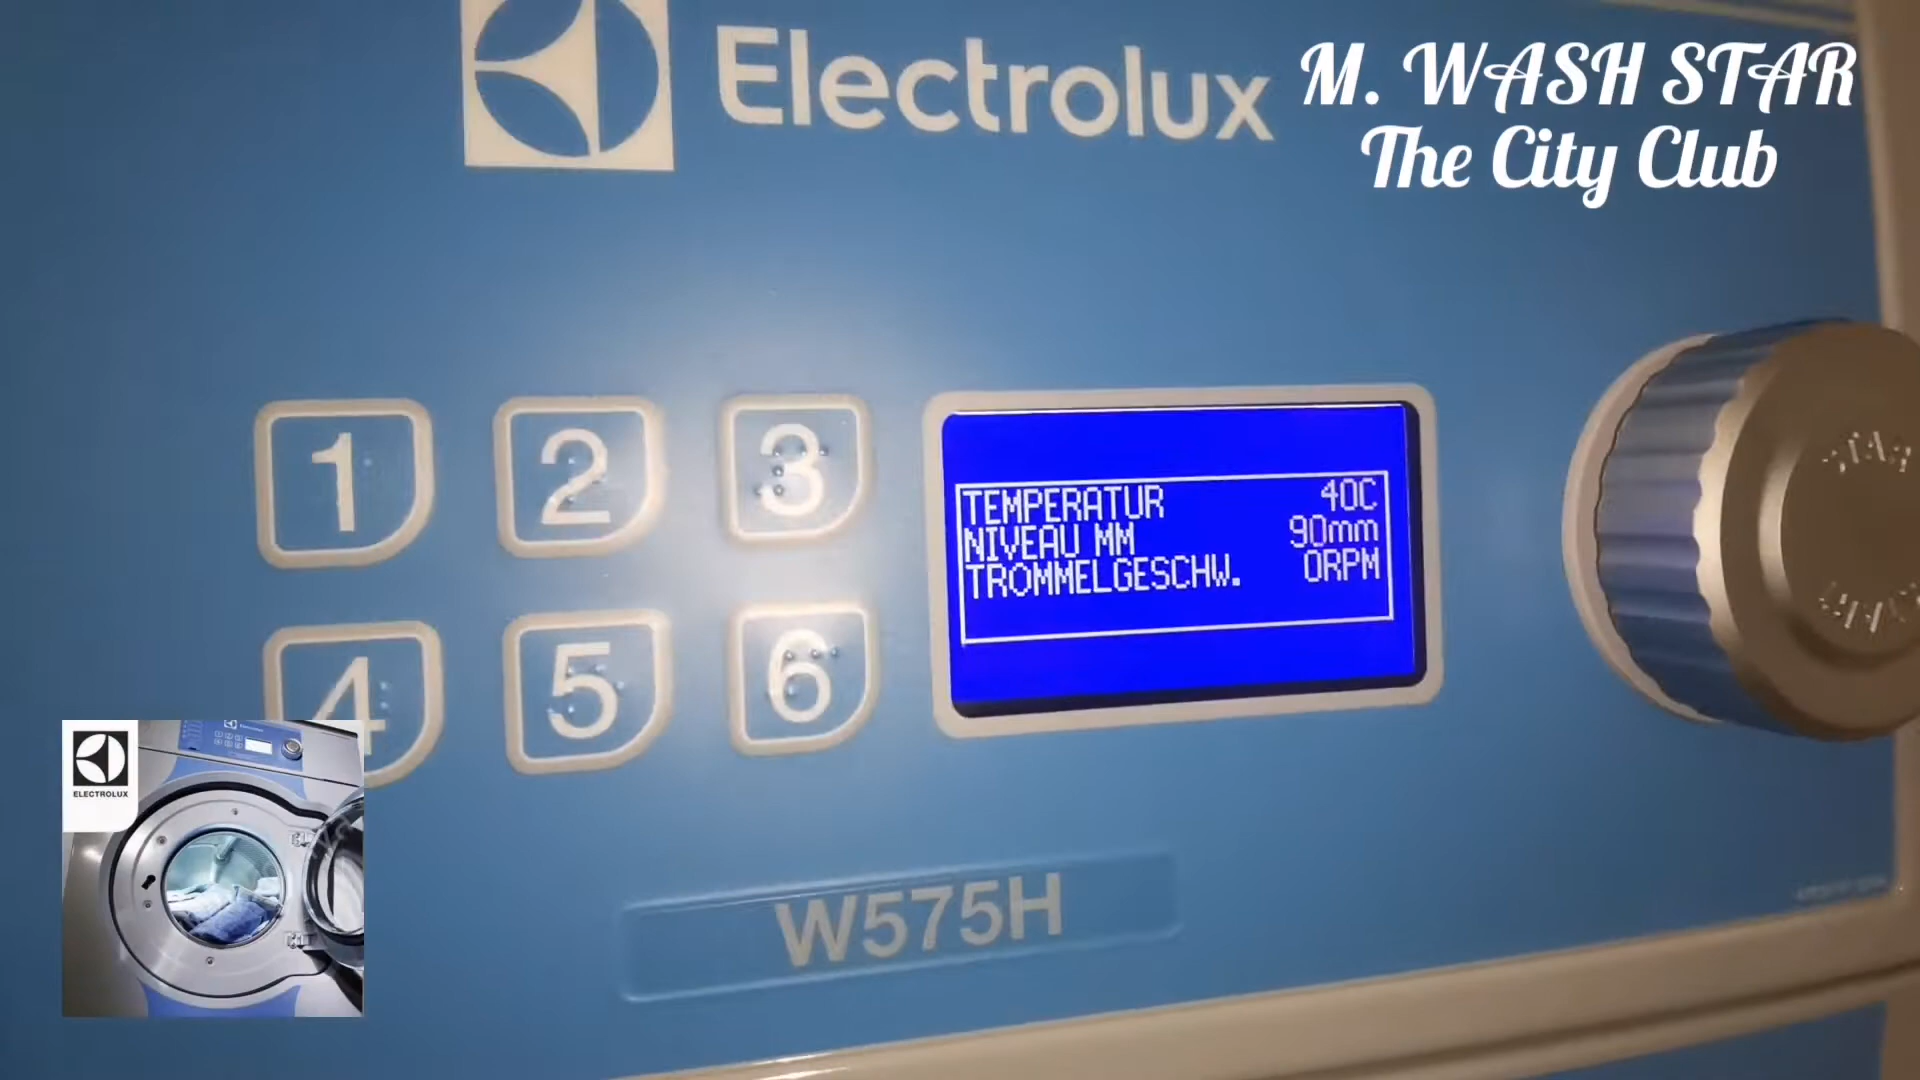 Electrolux
M. WASH STAR
The City Club
1 2 3
4 5 6
TEMPERATUR 40C
NIVEAU MM 90mm
TROMMELGESCHW. 0RPM
W575H
ELECTROLUX